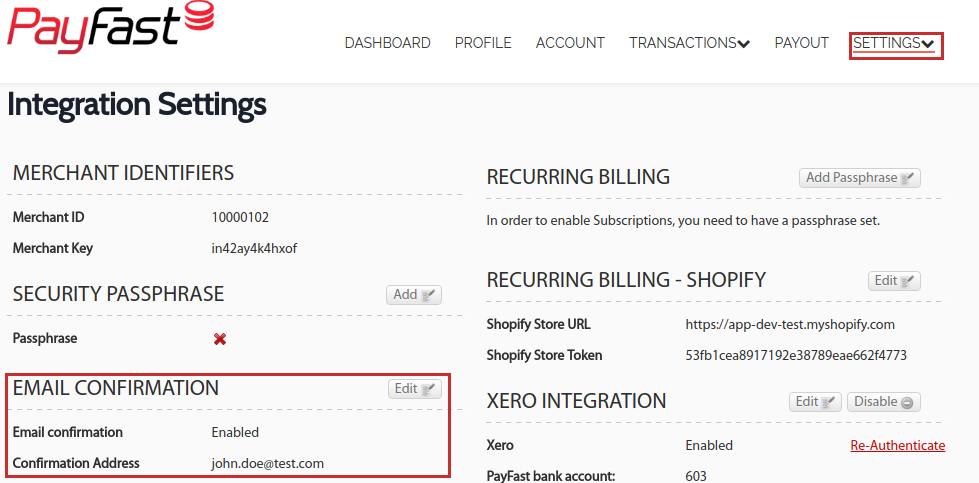 PayFast
DASHBOARD PROFILE ACCOUNT TRANSACTIONS PAYOUT SETTINGS
Integration Settings
MERCHANT IDENTIFIERS
Merchant ID 10000102
Merchant Key in42ay4k4hxof
SECURITY PASSPHRASE Add
Passphrase
EMAIL CONFIRMATION Edit
Email confirmation Enabled
Confirmation Address john.doe@test.com
RECURRING BILLING Add Passphrase
In order to enable Subscriptions, you need to have a passphrase set.
RECURRING BILLING - SHOPIFY Edit
Shopify Store URL https://app-dev-test.myshopify.com
Shopify Store Token 53fb1cea8917192e38789eae662f4773
XERO INTEGRATION Edit Disable
Xero Enabled Re-Authenticate
PayFast bank account: 603